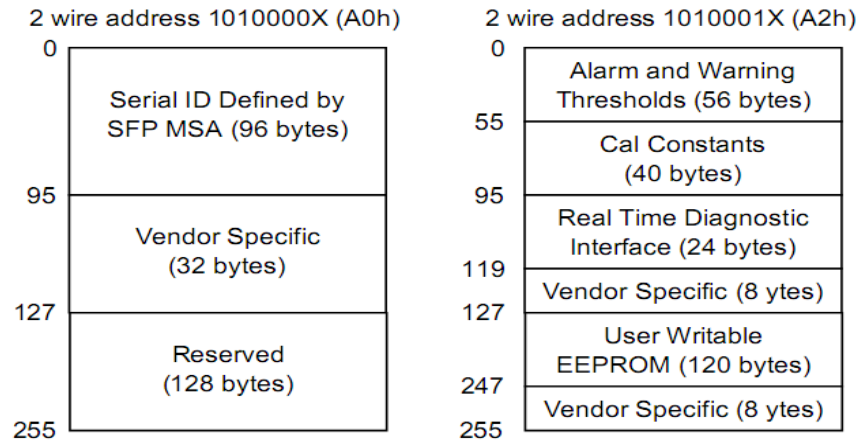 2 wire address 1010000X (A0h)
0
Serial ID Defined by
SFP MSA (96 bytes)
95
Vendor Specific
(32 bytes)
127
Reserved
(128 bytes)
255
2 wire address 1010001X (A2h)
0
Alarm and Warning
Thresholds (56 bytes)
55
Cal Constants
(40 bytes)
95
Real Time Diagnostic
Interface (24 bytes)
119
Vendor Specific (8 ytes)
127
User Writable
EEPROM (120 bytes)
247
Vendor Specific (8 ytes)
255